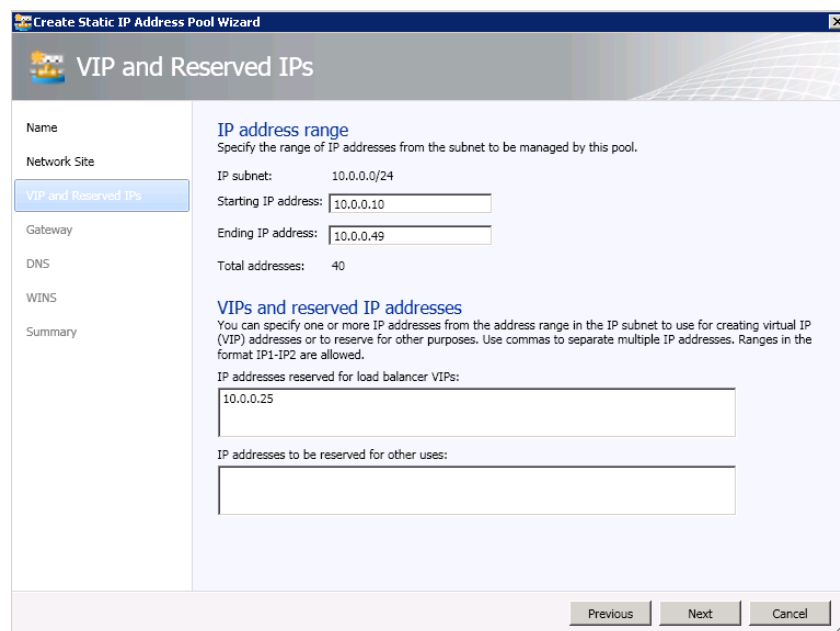 Create Static IP Address Pool Wizard
VIP and Reserved IPs
Name
Network Site
VIP and Reserved IPs
Gateway
DNS
WINS
Summary
IP address range
Specify the range of IP addresses from the subnet to be managed by this pool.
IP subnet: 10.0.0.0/24
Starting IP address: 10.0.0.10
Ending IP address: 10.0.0.49
Total addresses: 40
VIPs and reserved IP addresses
You can specify one or more IP addresses from the address range in the IP subnet to use for creating virtual IP
(VIP) addresses or to reserve for other purposes. Use commas to separate multiple IP addresses. Ranges in the
format IP1-IP2 are allowed.
IP addresses reserved for load balancer VIPs:
10.0.0.25
IP addresses to be reserved for other uses:
Previous Next Cancel